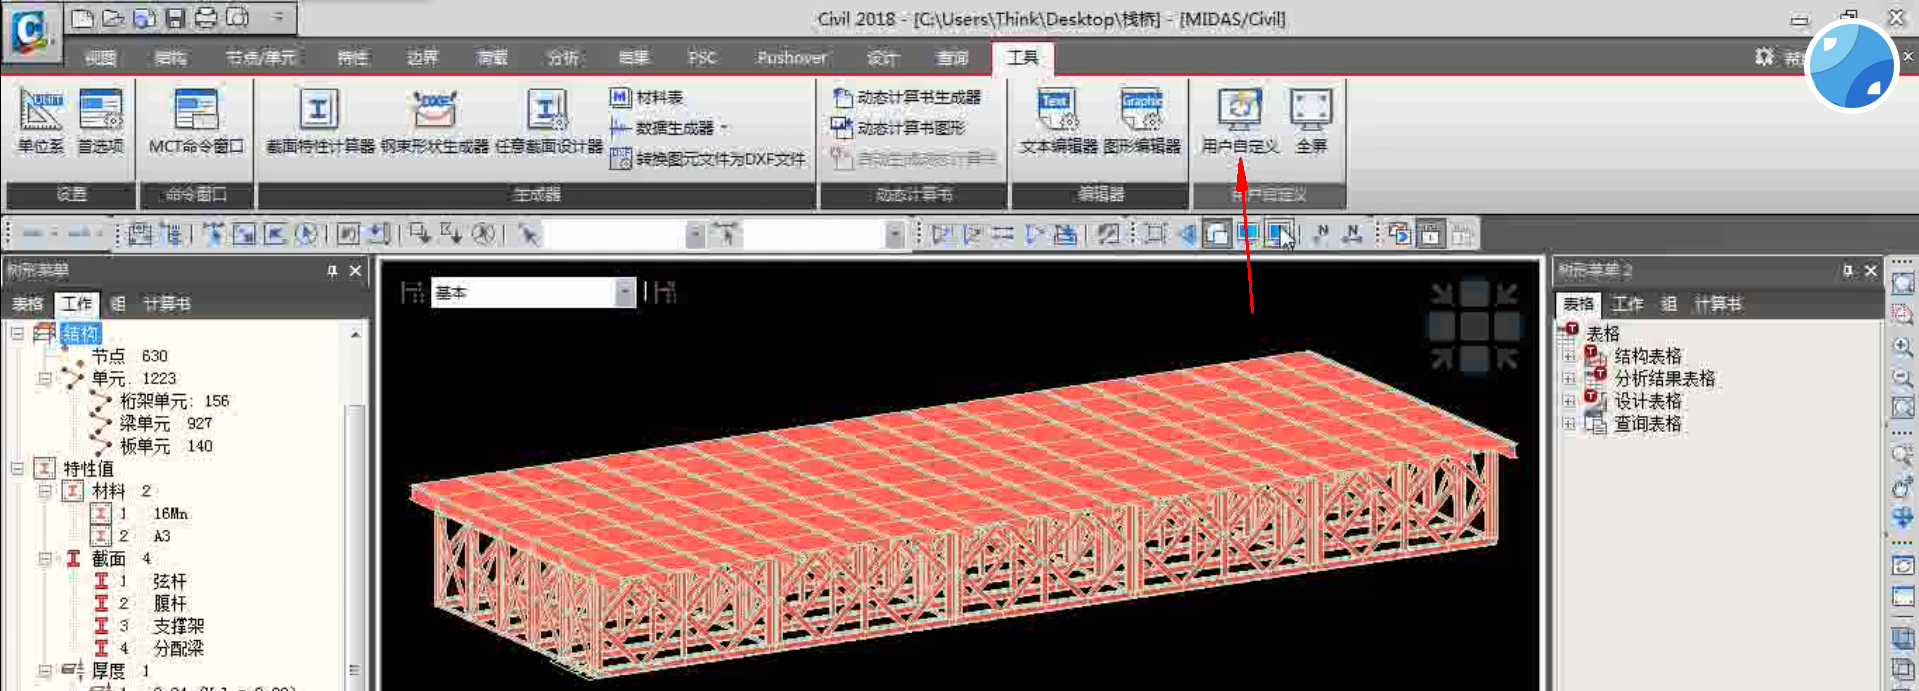 Civil 2018 - [C:\Users\Think\Desktop\栈桥] - [MIDAS/Civil]
视图 结构 节点/单元 特性 边界 荷载 分析 结果 PSC Pushover 设计 查询 工具
单位系 首选项 MCT命令窗口 截面特性计算器 钢束形状生成器 任意截面设计器
材料表
数据生成器
转换图元文件为DXF文件
动态计算书生成器
动态计算书图形
自动生成动态计算书
文本编辑器 图形编辑器 用户自定义 全屏
设置 命令窗口 生成器 动态计算书 编辑器 用户自定义
树形菜单
表格 工作 组 计算书
结构
节点 630
单元 1223
桁架单元: 156
梁单元 927
板单元 140
特性值
材料 2
1 16Mn
2 A3
截面 4
1 弦杆
2 腹杆
3 支撑架
4 分配梁
厚度 1
基本
树形菜单 2
表格 工作 组 计算书
表格
结构表格
分析结果表格
设计表格
查询表格